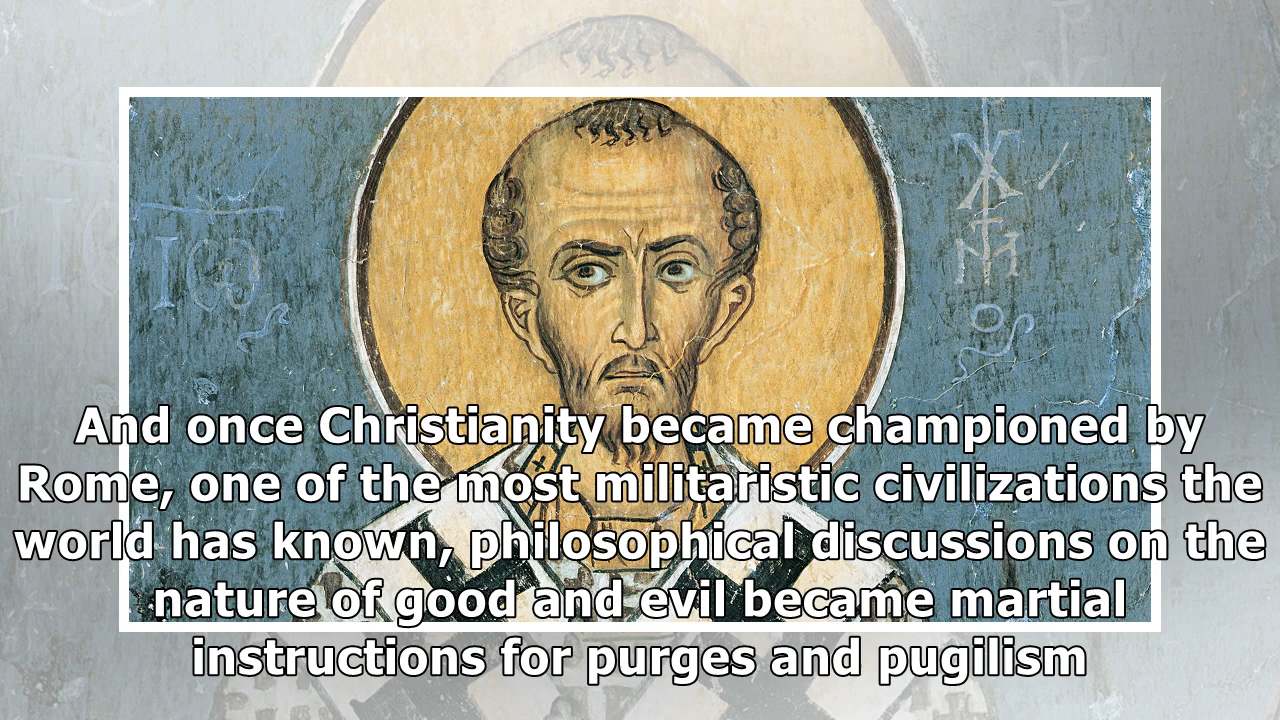 ΙΩ
And once Christianity became championed by
Rome, one of the most militaristic civilizations the
world has known, philosophical discussions on the
nature of good and evil became martial
instructions for purges and pugilism